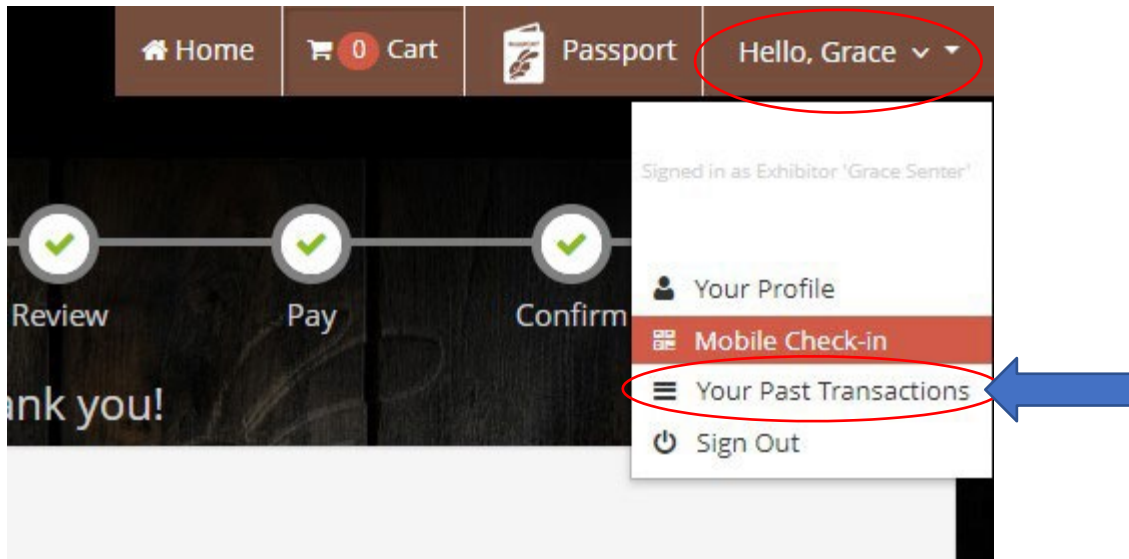 Home 0 Cart Passport Hello, Grace
Signed in as Exhibitor 'Grace Senter'
Your Profile
Review Pay Confirm
Mobile Check-in
Your Past Transactions
ank you!
Sign Out